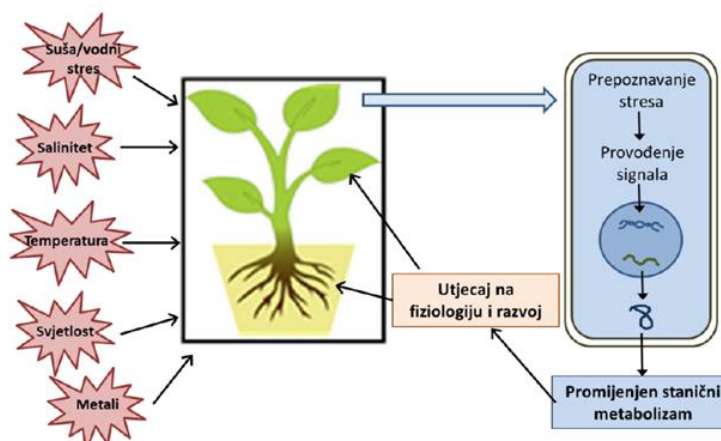 Suša/vodni
stres
Salinitet
Temperatura
Svjetlost
Metali
Utjecaj na
fiziologiju i razvoj
Prepoznavanje
stresa
Provođenje
signala
Promijenjen stanični
metabolizam